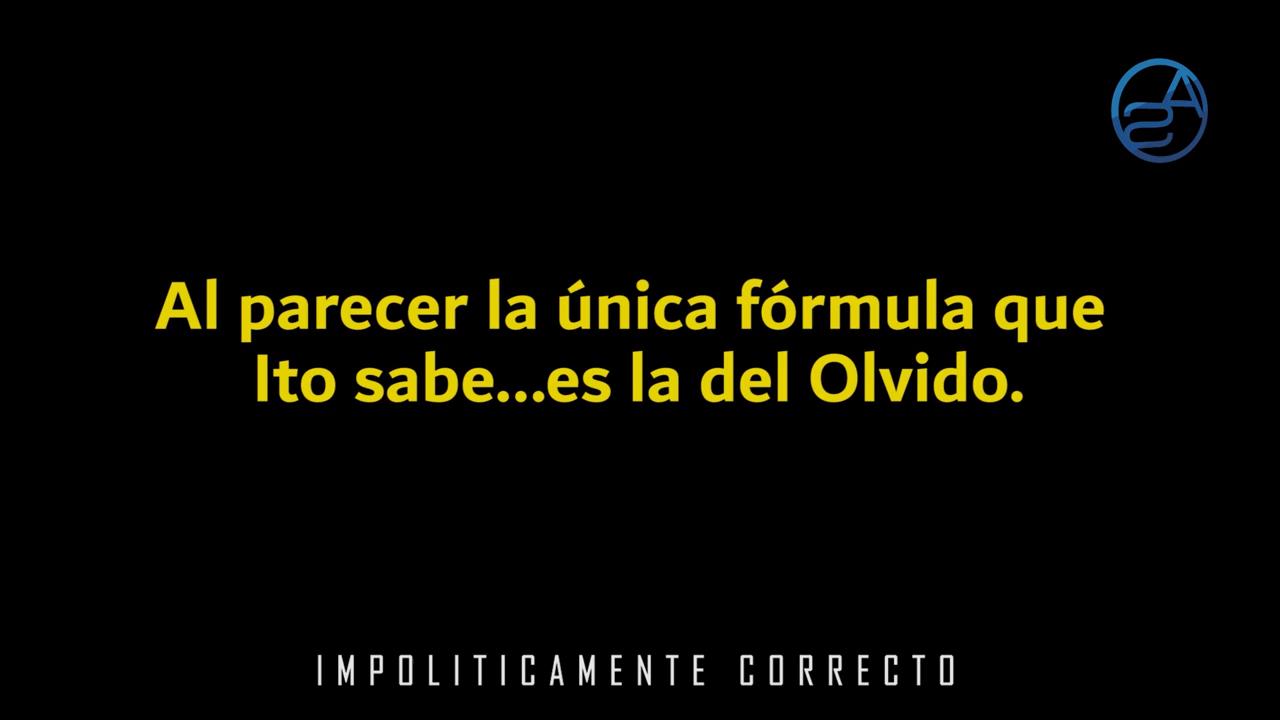 Al parecer la única fórmula que
Ito sabe...es la del Olvido.
IMPOLITICAMENTE CORRECTO